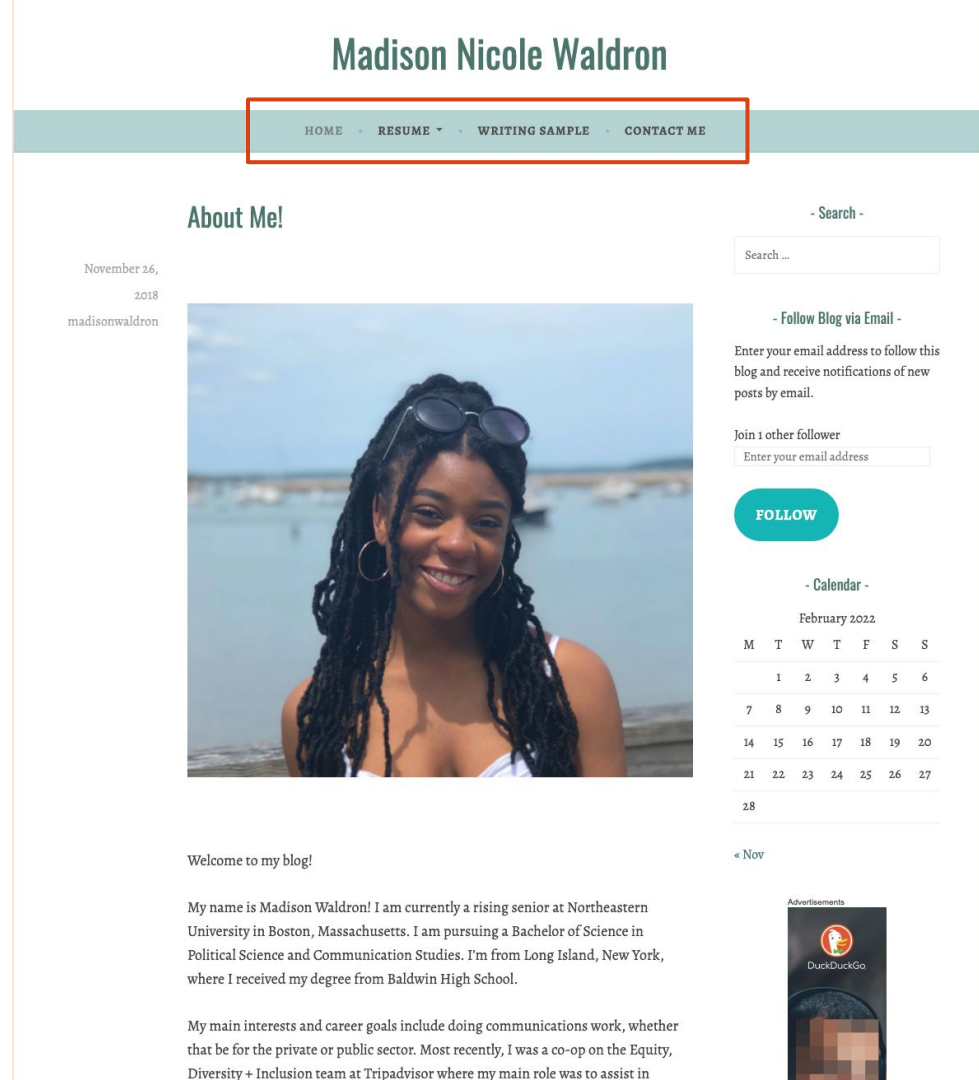 Madison Nicole Waldron
HOME • RESUME • WRITING SAMPLE • CONTACT ME
About Me!
November 26,
2018
madisonwaldron
Welcome to my blog!
My name is Madison Waldron! I am currently a rising senior at Northeastern
University in Boston, Massachusetts. I am pursuing a Bachelor of Science in
Political Science and Communication Studies. I'm from Long Island, New York,
where I received my degree from Baldwin High School.
My main interests and career goals include doing communications work, whether
that be for the private or public sector. Most recently, I was a co-op on the Equity,
Diversity + Inclusion team at Tripadvisor where my main role was to assist in
- Search -
Search ...
- Follow Blog via Email -
Enter your email address to follow this
blog and receive notifications of new
posts by email.
Join 1 other follower
Enter your email address
FOLLOW
- Calendar -
February 2022
M T W T F S S
1 2 3 4 5 6
7 8 9 10 11 12 13
14 15 16 17 18 19 20
21 22 23 24 25 26 27
28
« Nov
Advertisements
DuckDuckGo